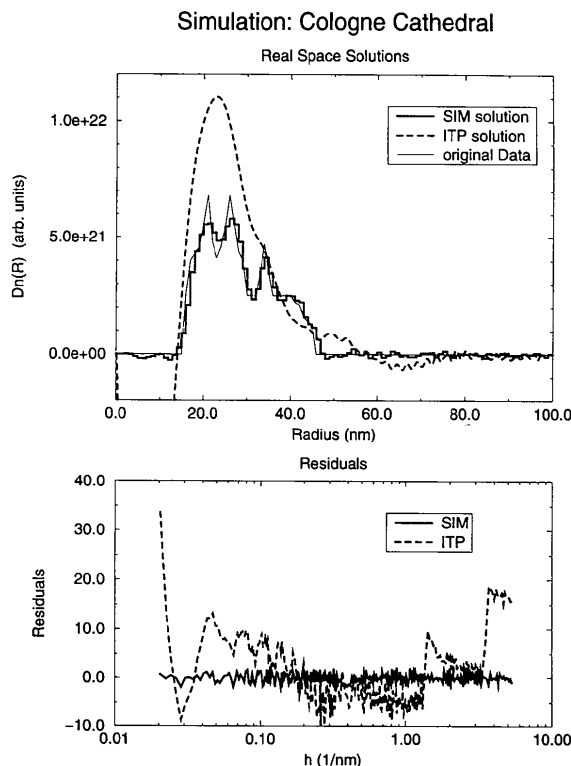 Simulation: Cologne Cathedral
Real Space Solutions
1.0e+22
5.0e+21
0.0e+00
Dn(R) (arb. units)
SIM solution
ITP solution
original Data
0.0 20.0 40.0 60.0 80.0 100.0
Radius (nm)
Residuals
40.0
30.0
20.0
10.0
0.0
-10.0
Residuals
SIM
ITP
0.01 0.10 1.00 10.00
h (1/nm)